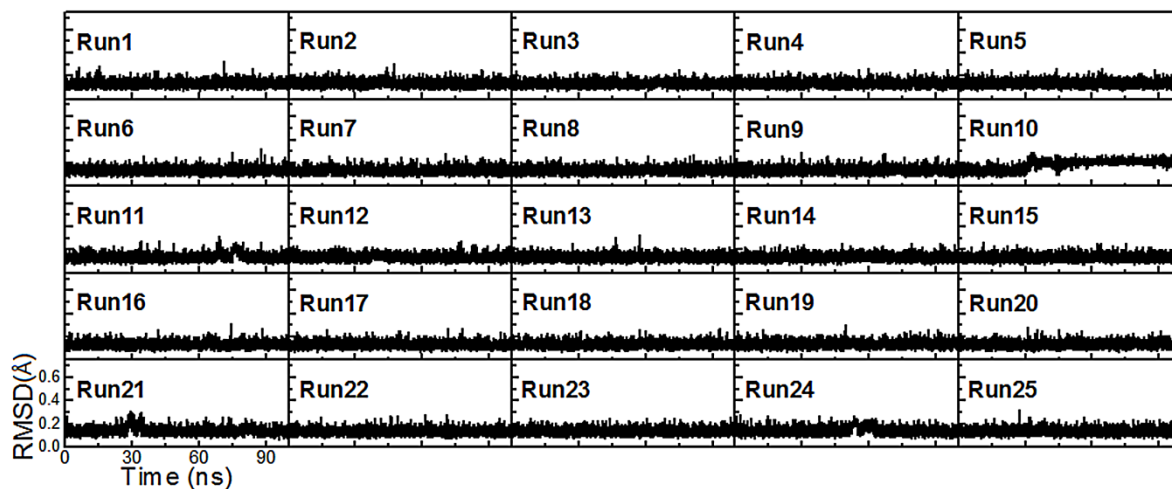 Run1 Run2 Run3 Run4 Run5
Run6 Run7 Run8 Run9 Run10
Run11 Run12 Run13 Run14 Run15
Run16 Run17 Run18 Run19 Run20
Run21 Run22 Run23 Run24 Run25
RMSD(Å)
0.6
0.4
0.2
0.0
0 30 60 90
Time (ns)